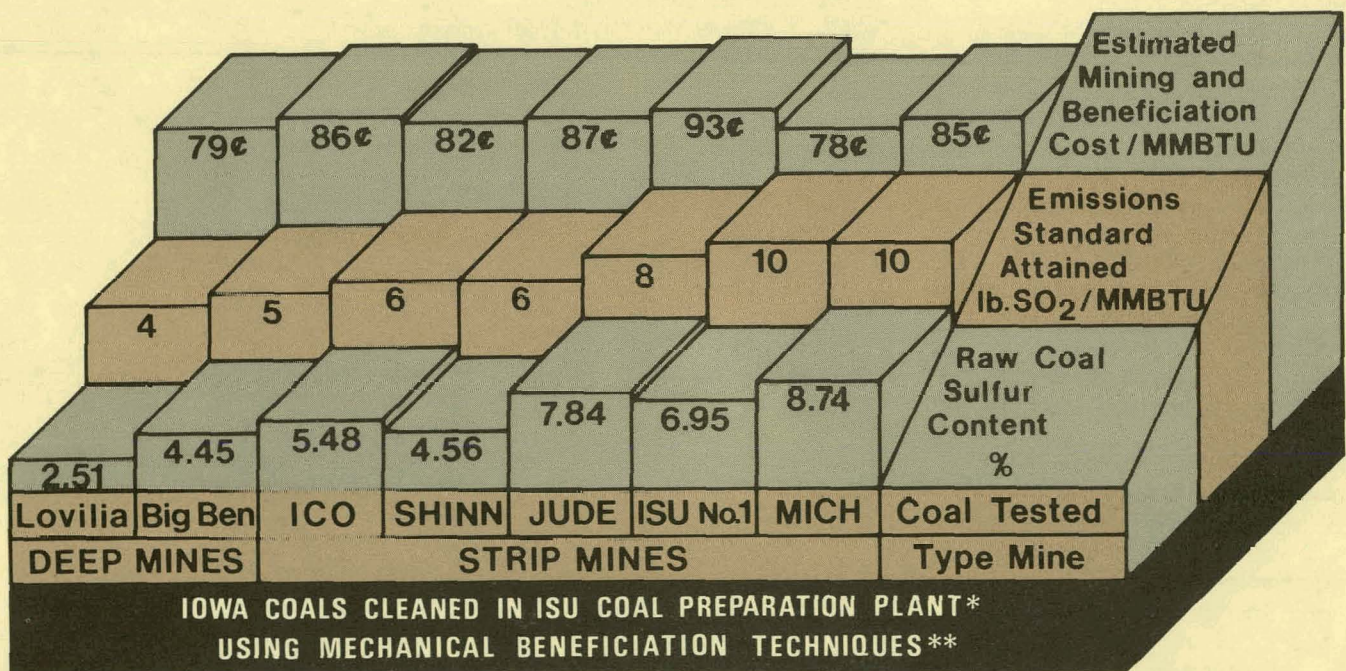 79¢ 86¢ 82¢ 87¢ 93¢ 78¢ 85¢
Estimated
Mining and
Beneficiation
Cost/MMBTU
4 5 6 6 8 10 10
Emissions
Standard
Attained
lb.SO₂/MMBTU
2.51 4.45 5.48 4.56 7.84 6.95 8.74
Raw Coal
Sulfur
Content
%
Lovilia Big Ben ICO SHINN JUDE ISU No.1 MICH Coal Tested
DEEP MINES STRIP MINES Type Mine
IOWA COALS CLEANED IN ISU COAL PREPARATION PLANT*
USING MECHANICAL BENEFICIATION TECHNIQUES**